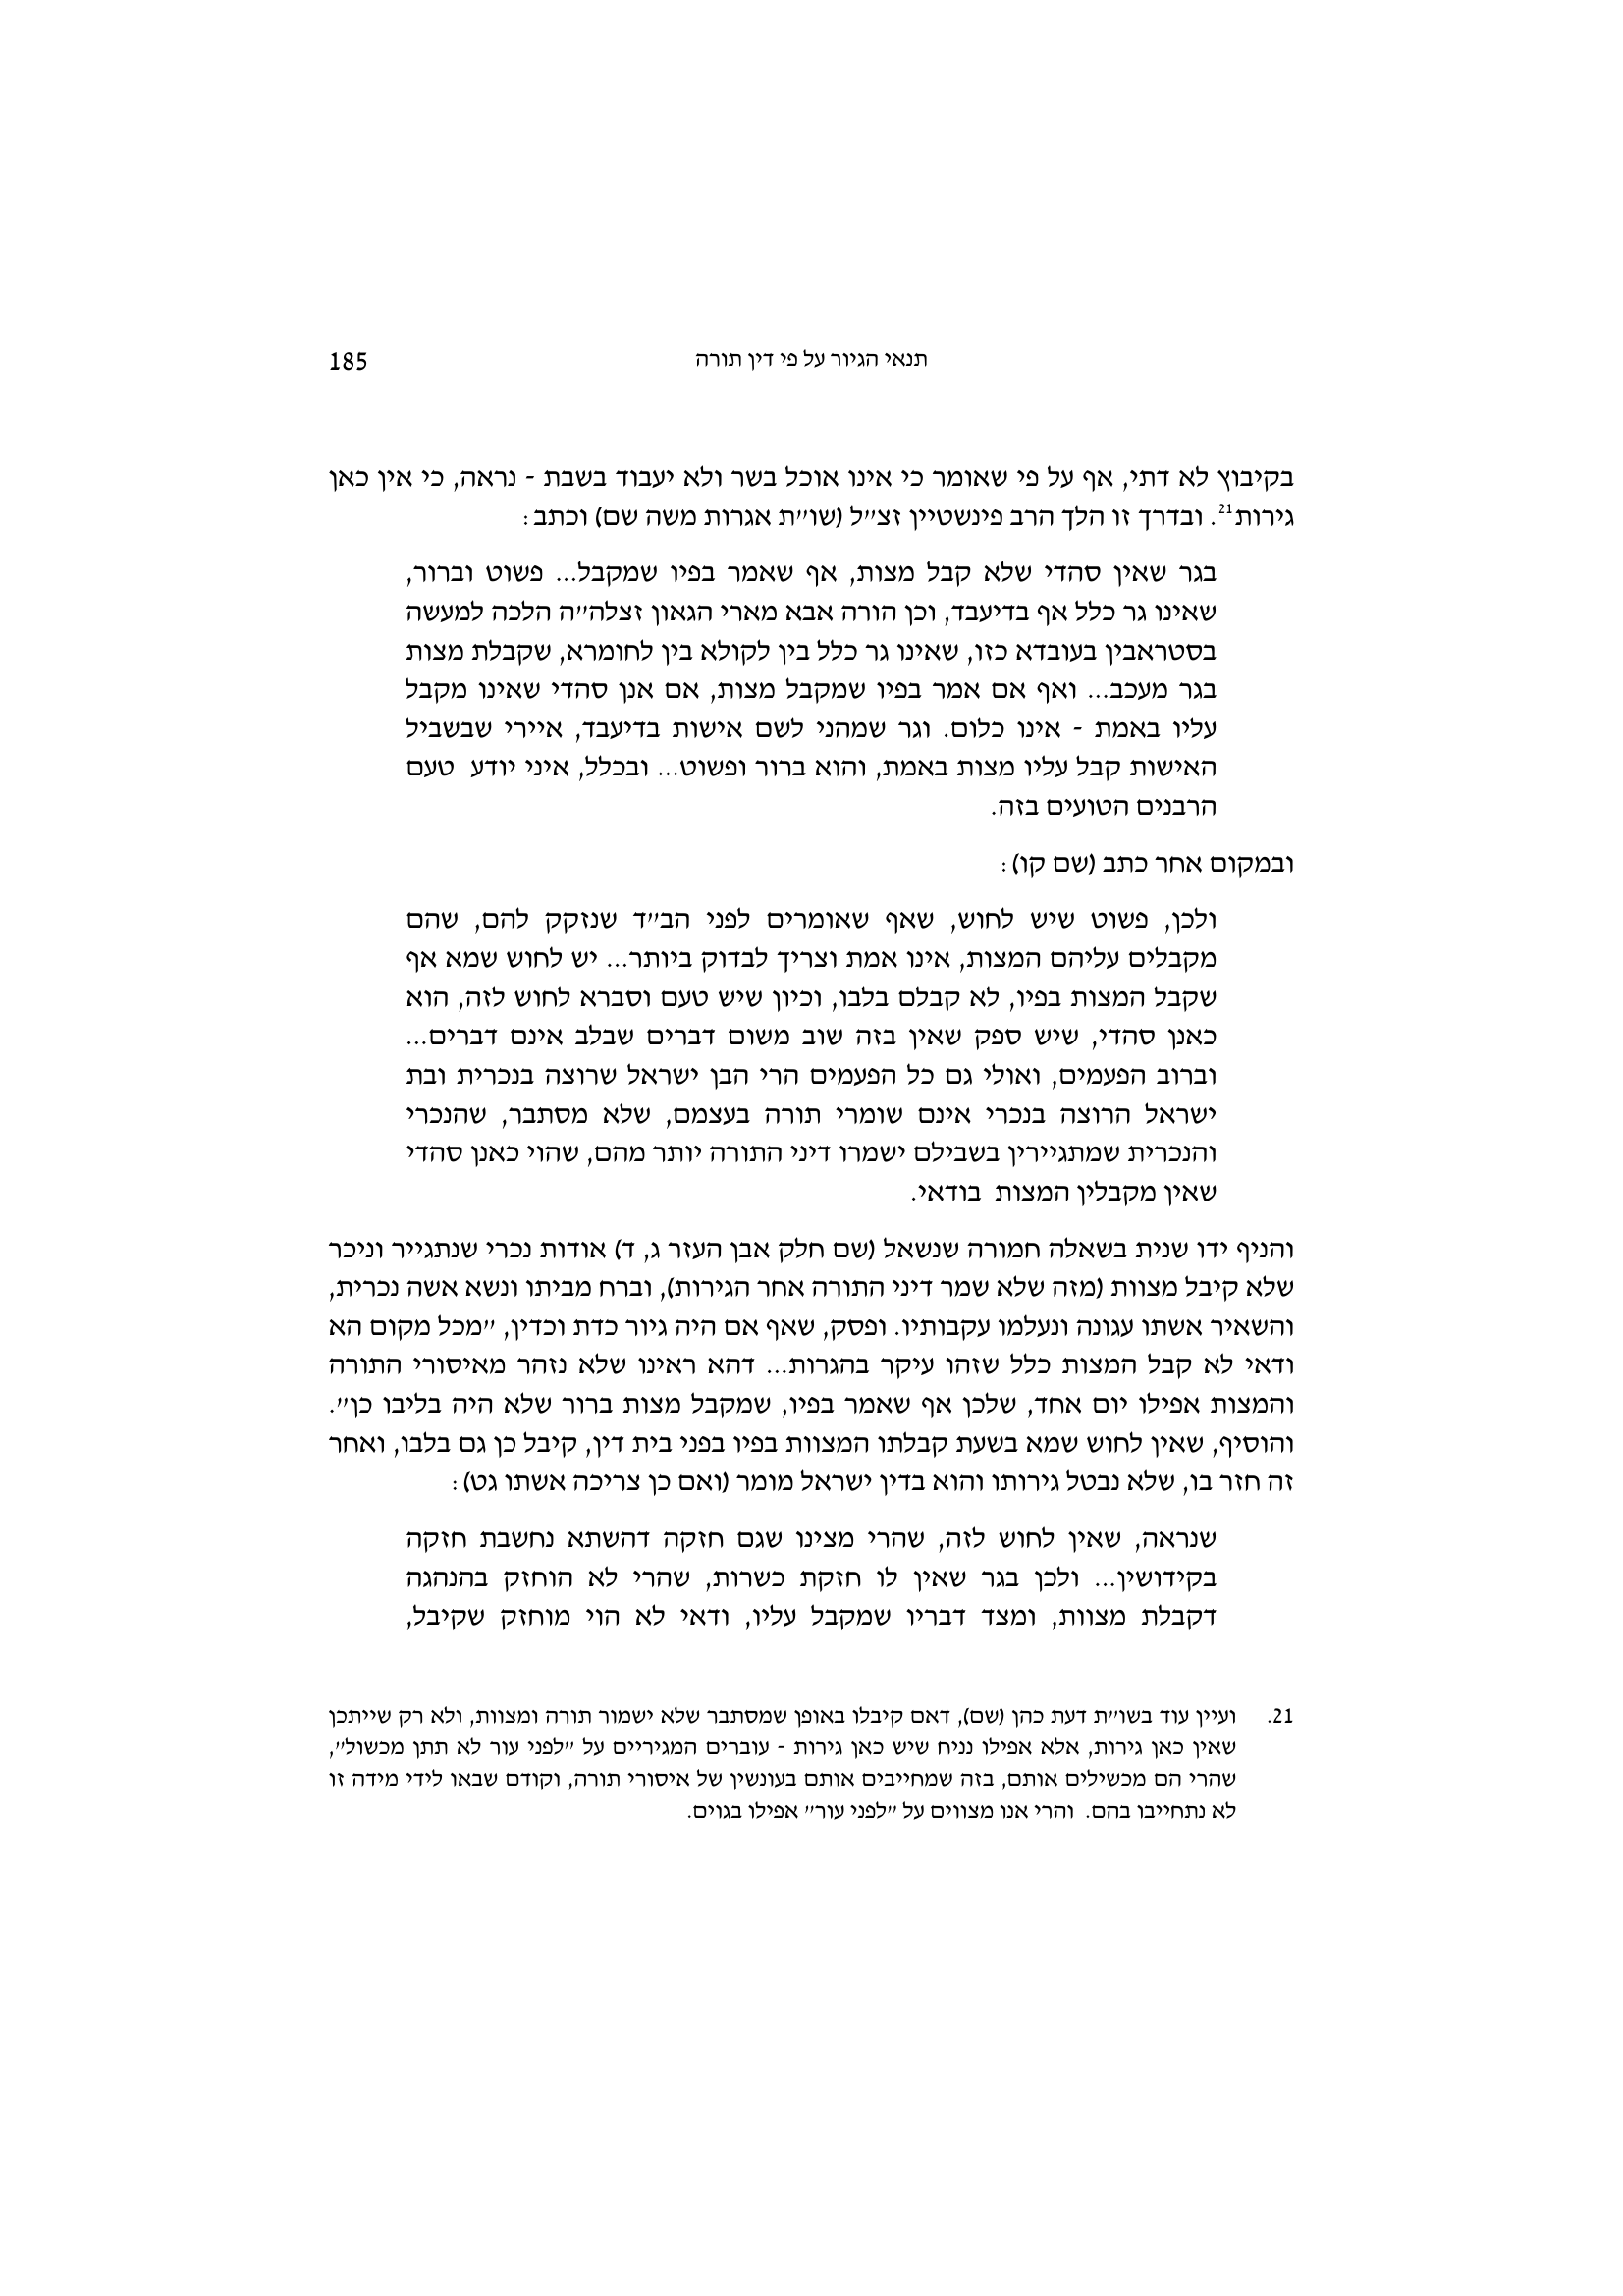 תנאי הגיור על פי דין תורה 185
בקיבוץ לא דתי, אף על פי שאומר כי אינו אוכל בשר ולא יעבוד בשבת - נראה, כי אין כאן
גירות21. ובדרך זו הלך הרב פינשטיין זצ״ל (שו״ת אגרות משה שם) וכתב:
בגר שאין סהדי שלא קבל מצות, אף שאמר בפיו שמקבל... פשוט וברור,
שאינו גר כלל אף בדיעבד, וכן הורה אבא מארי הגאון זצלה״ה הלכה למעשה
בסטראבין בעובדא כזו, שאינו גר כלל בין לקולא בין לחומרא, שקבלת מצות
בגר מעכב... ואף אם אמר בפיו שמקבל מצות, אם אנן סהדי שאינו מקבל
עליו באמת - אינו כלום. וגר שמהני לשם אישות בדיעבד, איירי שבשביל
האישות קבל עליו מצות באמת, והוא ברור ופשוט... ובכלל, איני יודע טעם
הרבנים הטועים בזה.
ובמקום אחר כתב (שם קו):
ולכן, פשוט שיש לחוש, שאף שאומרים לפני הב״ד שנזקק להם, שהם
מקבלים עליהם המצות, אינו אמת וצריך לבדוק ביותר... יש לחוש שמא אף
שקבל המצות בפיו, לא קבלם בלבו, וכיון שיש טעם וסברא לחוש לזה, הוא
כאנן סהדי, שיש ספק שאין בזה שוב משום דברים שבלב אינם דברים...
וברוב הפעמים, ואולי גם כל הפעמים הרי הבן ישראל שרוצה בנכרית ובת
ישראל הרוצה בנכרי אינם שומרי תורה בעצמם, שלא מסתבר, שהנכרי
והנכרית שמתגיירין בשבילם ישמרו דיני התורה יותר מהם, שהוי כאנן סהדי
שאין מקבלין המצות בודאי.
והניף ידו שנית בשאלה חמורה שנשאל (שם חלק אבן העזר ג, ד) אודות נכרי שנתגייר וניכר
שלא קיבל מצוות (מזה שלא שמר דיני התורה אחר הגירות), וברח מביתו ונשא אשה נכרית,
והשאיר אשתו עגונה ונעלמו עקבותיו. ופסק, שאף אם היה גיור כדת וכדין, ״מכל מקום הא
ודאי לא קבל המצות כלל שזהו עיקר בהגרות... דהא ראינו שלא נזהר מאיסורי התורה
והמצות אפילו יום אחד, שלכן אף שאמר בפיו, שמקבל מצות ברור שלא היה בליבו כן״.
והוסיף, שאין לחוש שמא בשעת קבלתו המצוות בפיו בפני בית דין, קיבל כן גם בלבו, ואחר
זה חזר בו, שלא נבטל גירותו והוא בדין ישראל מומר (ואם כן צריכה אשתו גט):
שנראה, שאין לחוש לזה, שהרי מצינו שגם חזקה דהשתא נחשבת חזקה
בקידושין... ולכן בגר שאין לו חזקת כשרות, שהרי לא הוחזק בהנהגה
דקבלת מצוות, ומצד דבריו שמקבל עליו, ודאי לא הוי מוחזק שקיבל,
21. ועיין עוד בשו״ת דעת כהן (שם), דאם קיבלו באופן שמסתבר שלא ישמור תורה ומצוות, ולא רק שייתכן
שאין כאן גירות, אלא אפילו נניח שיש כאן גירות - עוברים המגיריים על ״לפני עור לא תתן מכשול״,
שהרי הם מכשילים אותם, בזה שמחייבים אותם בעונשין של איסורי תורה, וקודם שבאו לידי מידה זו
לא נתחייבו בהם. והרי אנו מצווים על ״לפני עור״ אפילו בגוים.